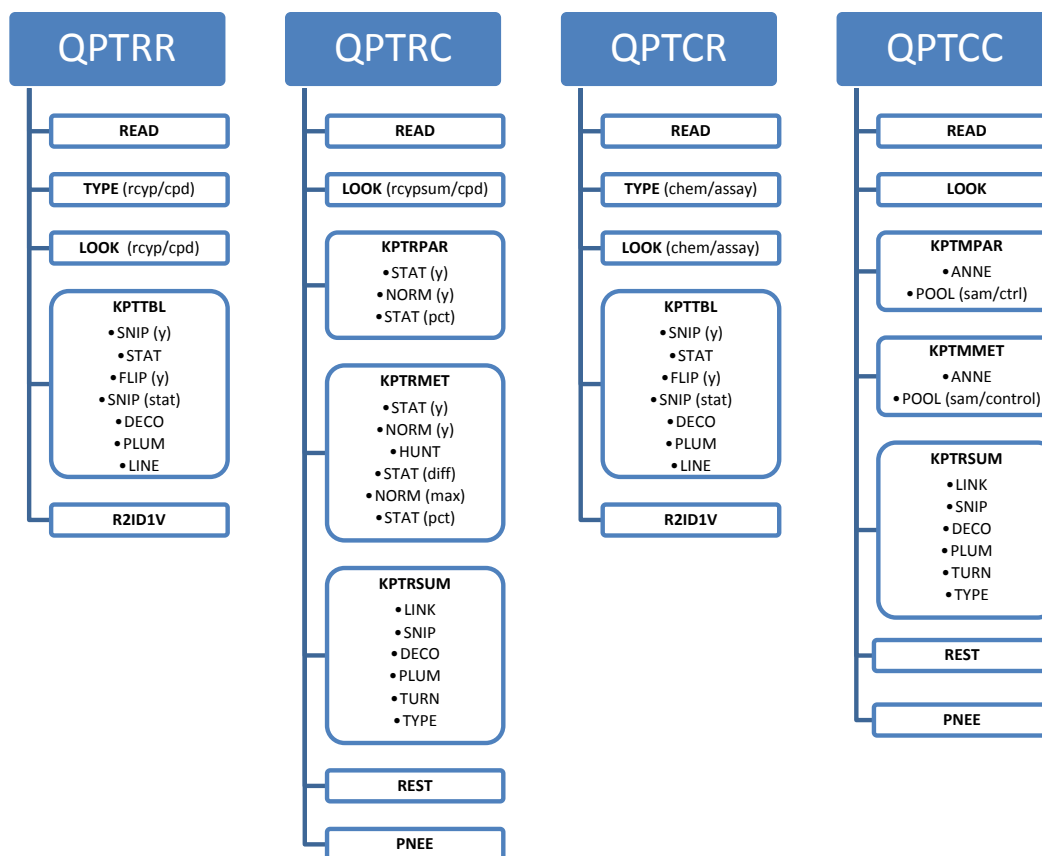 QPTRR
READ
TYPE (rcyp/cpd)
LOOK (rcyp/cpd)
KPTTBL
•SNIP (y)
•STAT
•FLIP (y)
•SNIP (stat)
•DECO
•PLUM
•LINE
R2ID1V
QPTRC
READ
LOOK (rcypsum/cpd)
KPTRPAR
•STAT (y)
•NORM (y)
•STAT (pct)
KPTRMET
•STAT (y)
•NORM (y)
•HUNT
•STAT (diff)
•NORM (max)
•STAT (pct)
KPTRSUM
•LINK
•SNIP
•DECO
•PLUM
•TURN
•TYPE
REST
PNEE
QPTCR
READ
TYPE (chem/assay)
LOOK (chem/assay)
KPTTBL
•SNIP (y)
•STAT
•FLIP (y)
•SNIP (stat)
•DECO
•PLUM
•LINE
R2ID1V
QPTCC
READ
LOOK
KPTMPAR
•ANNE
•POOL (sam/ctrl)
KPTMMET
•ANNE
•POOL (sam/control)
KPTRSUM
•LINK
•SNIP
•DECO
•PLUM
•TURN
•TYPE
REST
PNEE